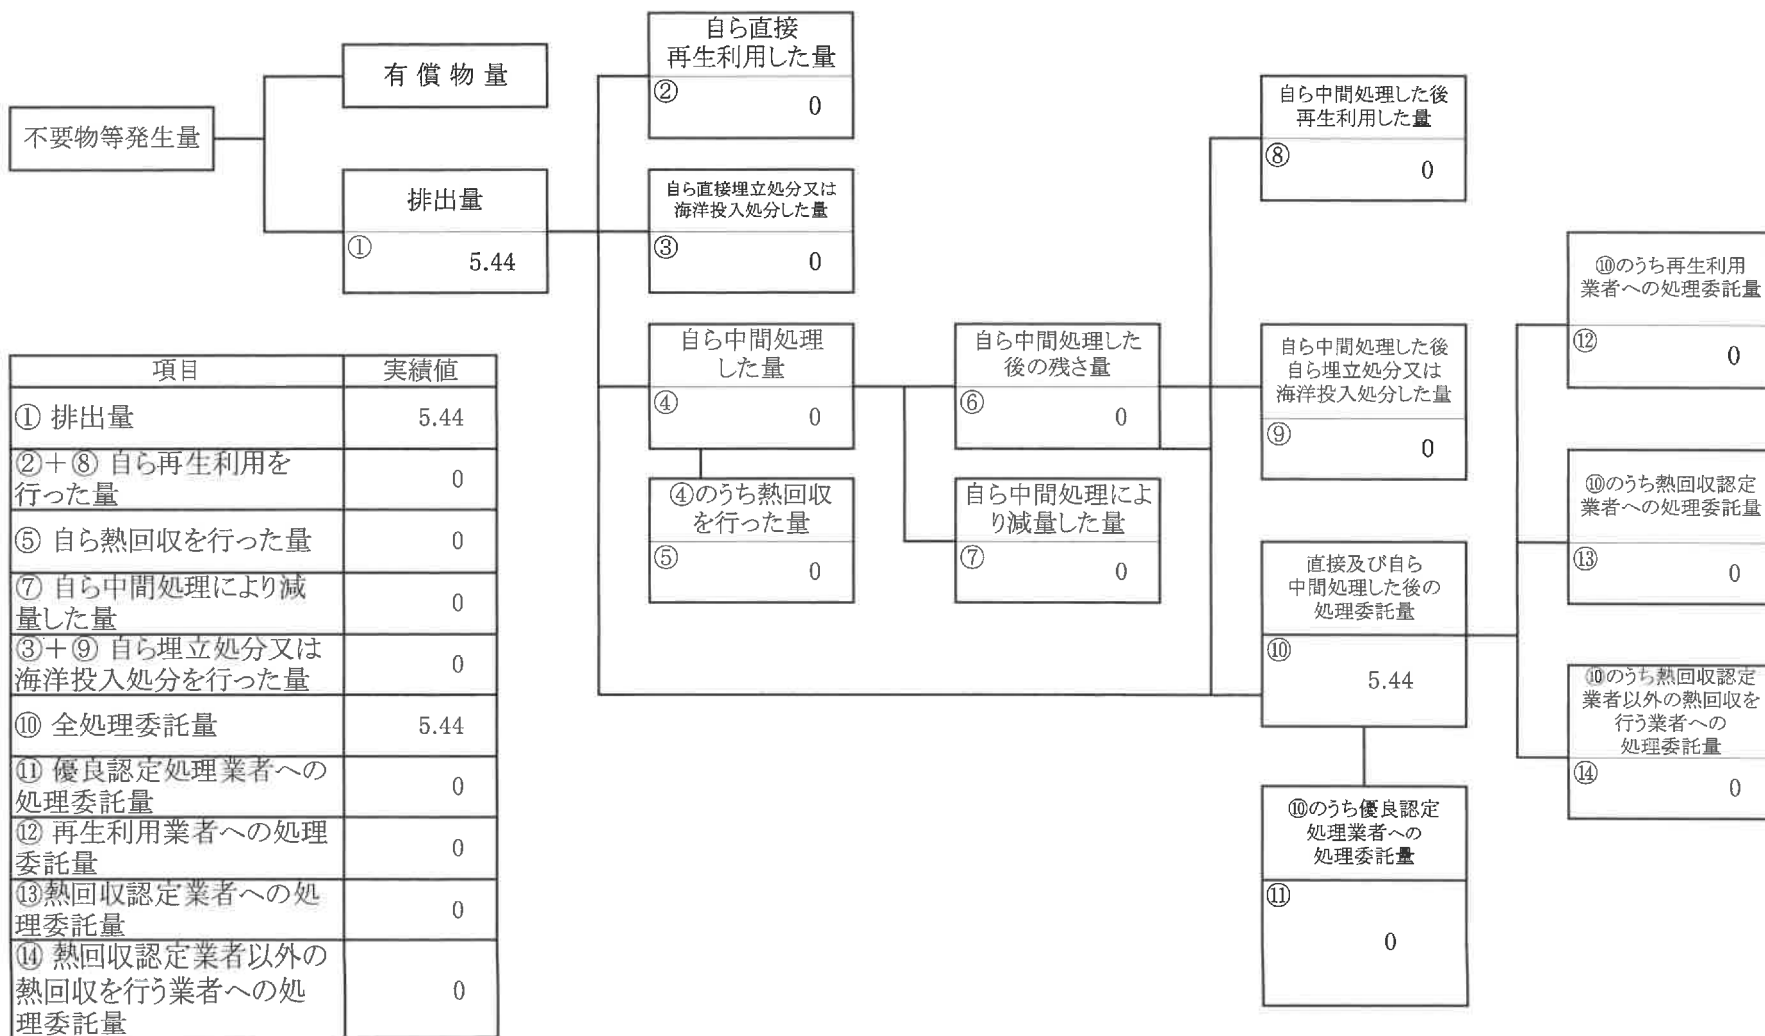 不要物等発生量
有償物量
排出量
①
5.44
自ら直接
再生利用した量
②
0
自ら直接埋立処分又は
海洋投入処分した量
③
0
自ら中間処理
した量
④
0
④のうち熱回収
を行った量
⑤
0
自ら中間処理した
後の残さ量
⑥
0
自ら中間処理によ
り減量した量
⑦
0
自ら中間処理した後
再生利用した量
⑧
0
自ら中間処理した後
自ら埋立処分又は
海洋投入処分した量
⑨
0
直接及び自ら
中間処理した後の
処理委託量
⑩
5.44
⑩のうち優良認定
処理業者への
処理委託量
⑪
0
⑩のうち再生利用
業者への処理委託量
⑫
0
⑩のうち熱回収認定
業者への処理委託量
⑬
0
⑩のうち熱回収認定
業者以外の熱回収を
行う業者への
処理委託量
⑭
0
項目 実績値
① 排出量 5.44
②+⑧ 自ら再生利用を
行った量 0
⑤ 自ら熱回収を行った量 0
⑦ 自ら中間処理により減
量した量 0
③+⑨ 自ら埋立処分又は
海洋投入処分を行った量 0
⑩ 全処理委託量 5.44
⑪ 優良認定処理業者への
処理委託量 0
⑫ 再生利用業者への処理
委託量 0
⑬熱回収認定業者への処
理委託量 0
⑭ 熱回収認定業者以外の
熱回収を行う業者への処
理委託量 0